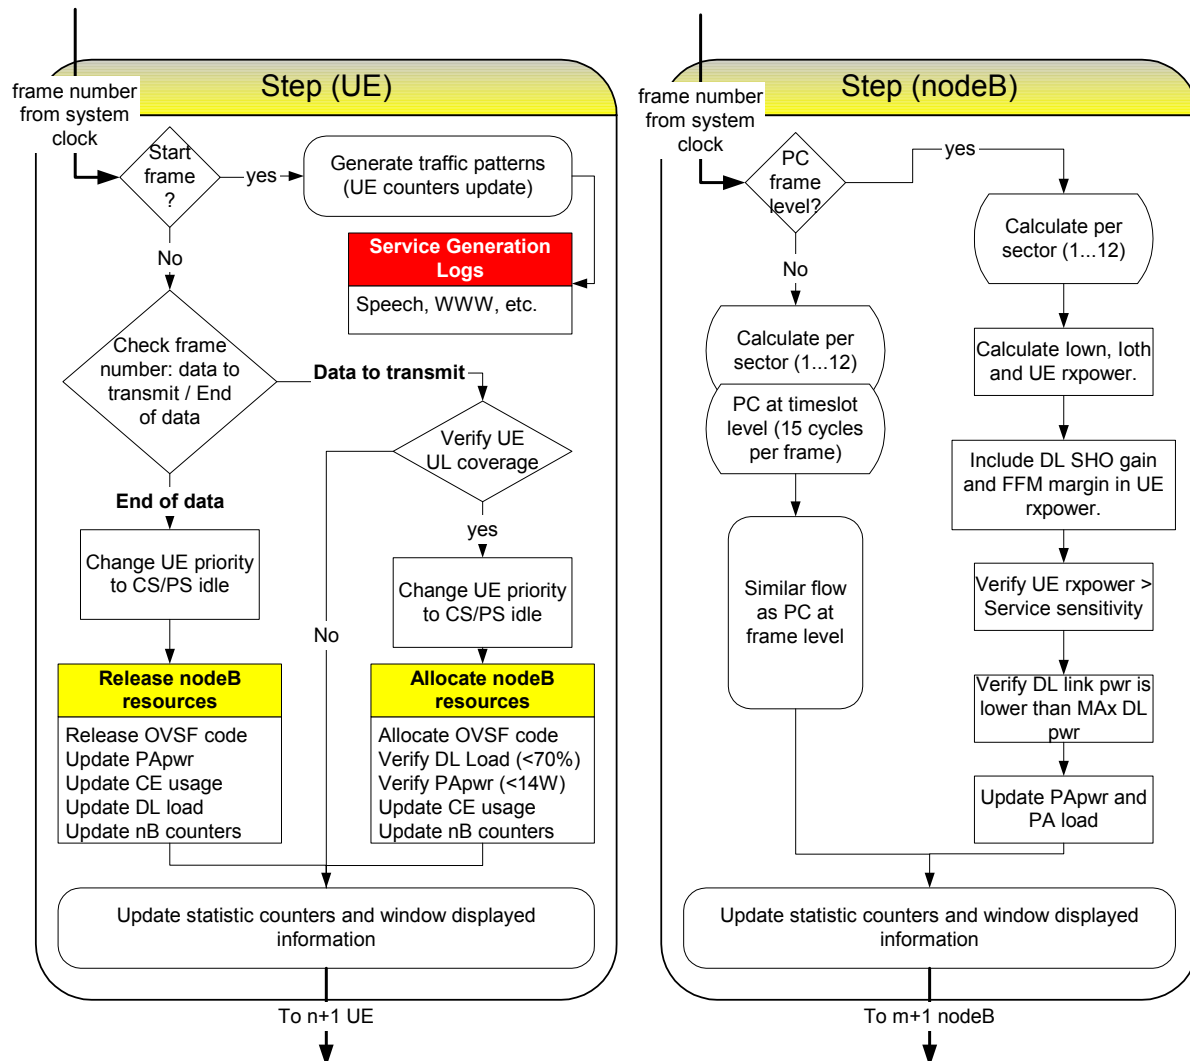 Step (UE)
frame number
from system
clock
Start
frame
?
yes
Generate traffic patterns
(UE counters update)
No
Service Generation
Logs
Speech, WWW, etc.
Check frame
number: data to
transmit / End
of data
Data to transmit
Verify UE
UL coverage
End of data
yes
Change UE priority
to CS/PS idle
No
Change UE priority
to CS/PS idle
Release nodeB
resources
Release OVSF code
Update PApwr
Update CE usage
Update DL load
Update nB counters
Allocate nodeB
resources
Allocate OVSF code
Verify DL Load (<70%)
Verify PApwr (<14W)
Update CE usage
Update nB counters
Update statistic counters and window displayed
information
To n+1 UE
Step (nodeB)
frame number
from system
clock
PC
frame
level?
yes
No
Calculate per
sector (1...12)
PC at timeslot
level (15 cycles
per frame)
Similar flow
as PC at
frame level
Calculate per
sector (1...12)
Calculate Iown, Ioth
and UE rxpower.
Include DL SHO gain
and FFM margin in UE
rxpower.
Verify UE rxpower >
Service sensitivity
Verify DL link pwr is
lower than MAx DL
pwr
Update PApwr and
PA load
Update statistic counters and window displayed
information
To m+1 nodeB